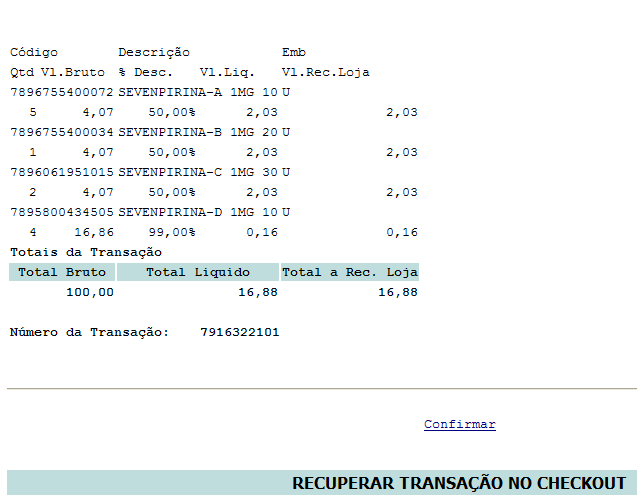 Código Descrição Emb
Qtd Vl.Bruto % Desc. Vl.Liq. Vl.Rec.Loja
7896755400072 SEVENPIRINA-A 1MG 10 U
5 4,07 50,00% 2,03 2,03
7896755400034 SEVENPIRINA-B 1MG 20 U
1 4,07 50,00% 2,03 2,03
7896061951015 SEVENPIRINA-C 1MG 30 U
2 4,07 50,00% 2,03 2,03
7895800434505 SEVENPIRINA-D 1MG 10 U
4 16,86 99,00% 0,16 0,16
Totais da Transação
Total Bruto Total Liquido Total a Rec. Loja
100,00 16,88 16,88
Número da Transação: 7916322101
Confirmar
RECUPERAR TRANSAÇÃO NO CHECKOUT